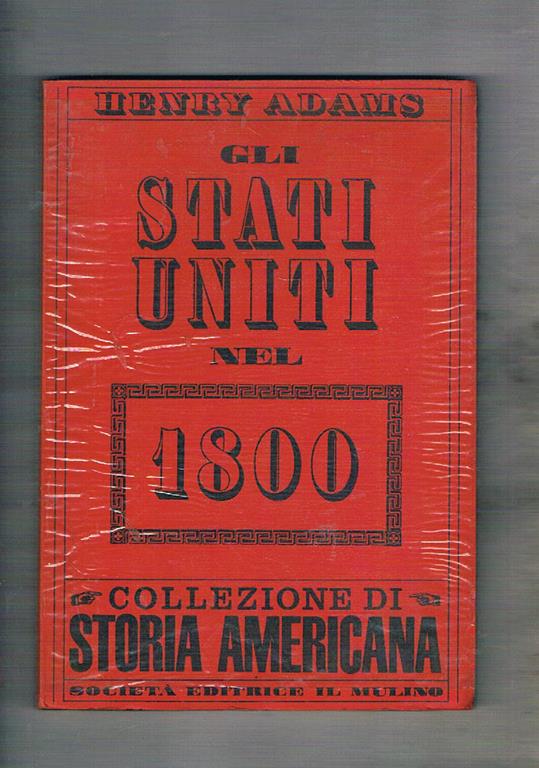 HENRY ADAMS
GLI
STATI
UNITI
NEL
1800
COLLEZIONE DI
STORIA AMERICANA
SOCIETÀ EDITRICE IL MULINO